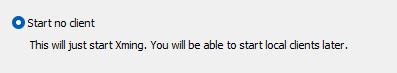 Start no client
This will just start Xming. You will be able to start local clients later.